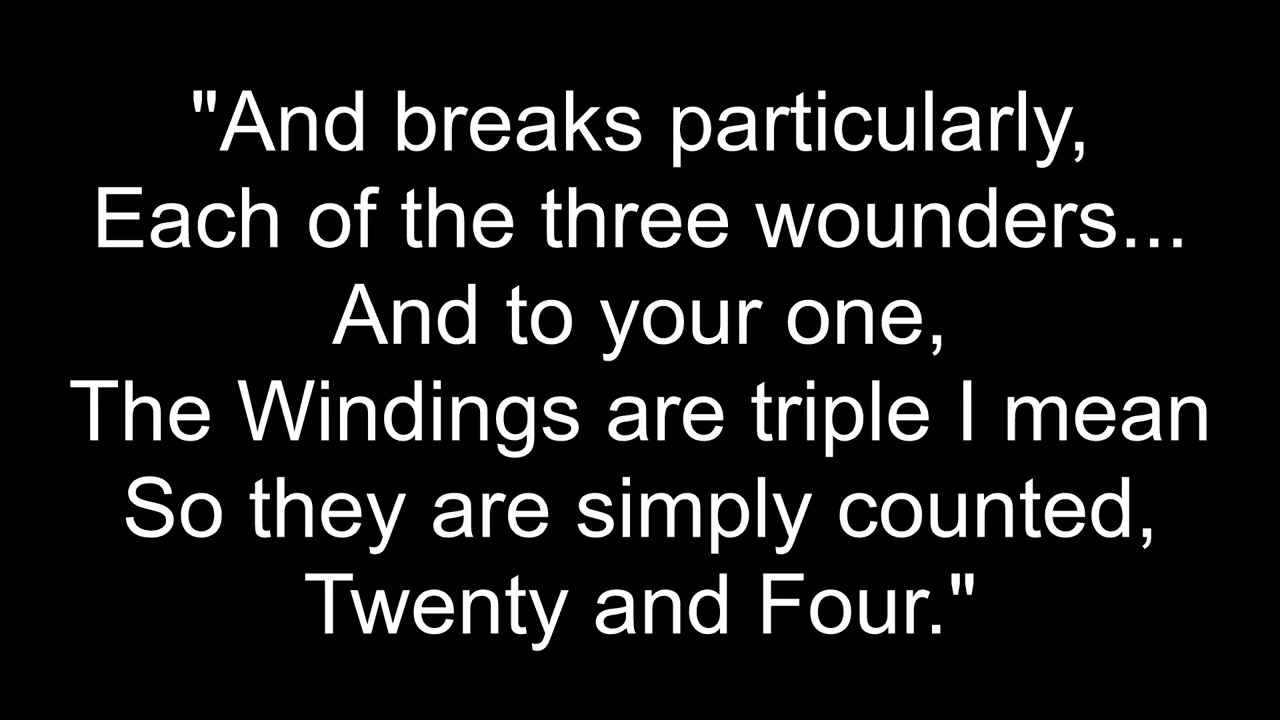 "And breaks particularly,
Each of the three wounders...
And to your one,
The Windings are triple I mean
So they are simply counted,
Twenty and Four."